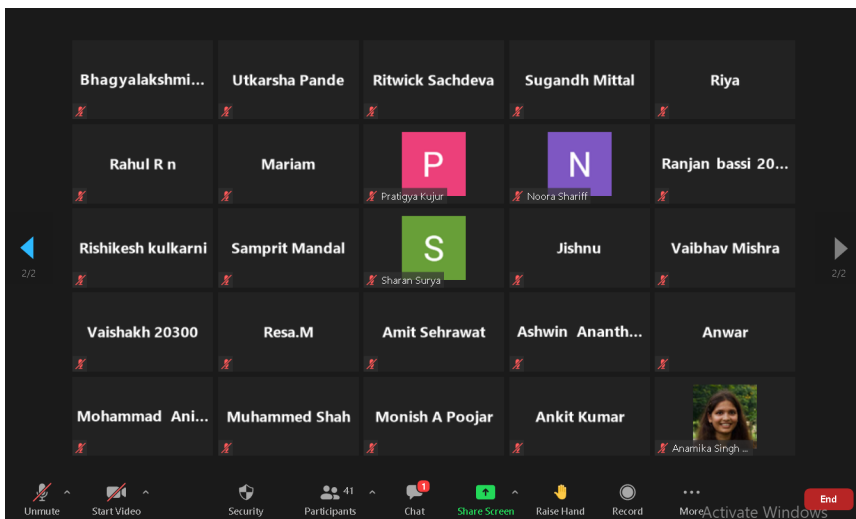 Bhagyalakshmi...
Utkarsha Pande
Ritwick Sachdeva
Sugandh Mittal
Riya
Rahul R n
Mariam
P
Pratigya Kujur
N
Noora Shariff
Ranjan bassi 20...
Rishikesh kulkarni
Samprit Mandal
S
Sharan Surya
Jishnu
Vaibhav Mishra
2/2
2/2
Vaishakh 20300
Resa.M
Amit Sehrawat
Ashwin Ananth...
Anwar
Mohammad Ani...
Muhammed Shah
Monish A Poojar
Ankit Kumar
Anamika Singh ...
Unmute
Start Video
Security
41
Participants
1
Chat
Share Screen
Raise Hand
Record
More
End
Activate Windows